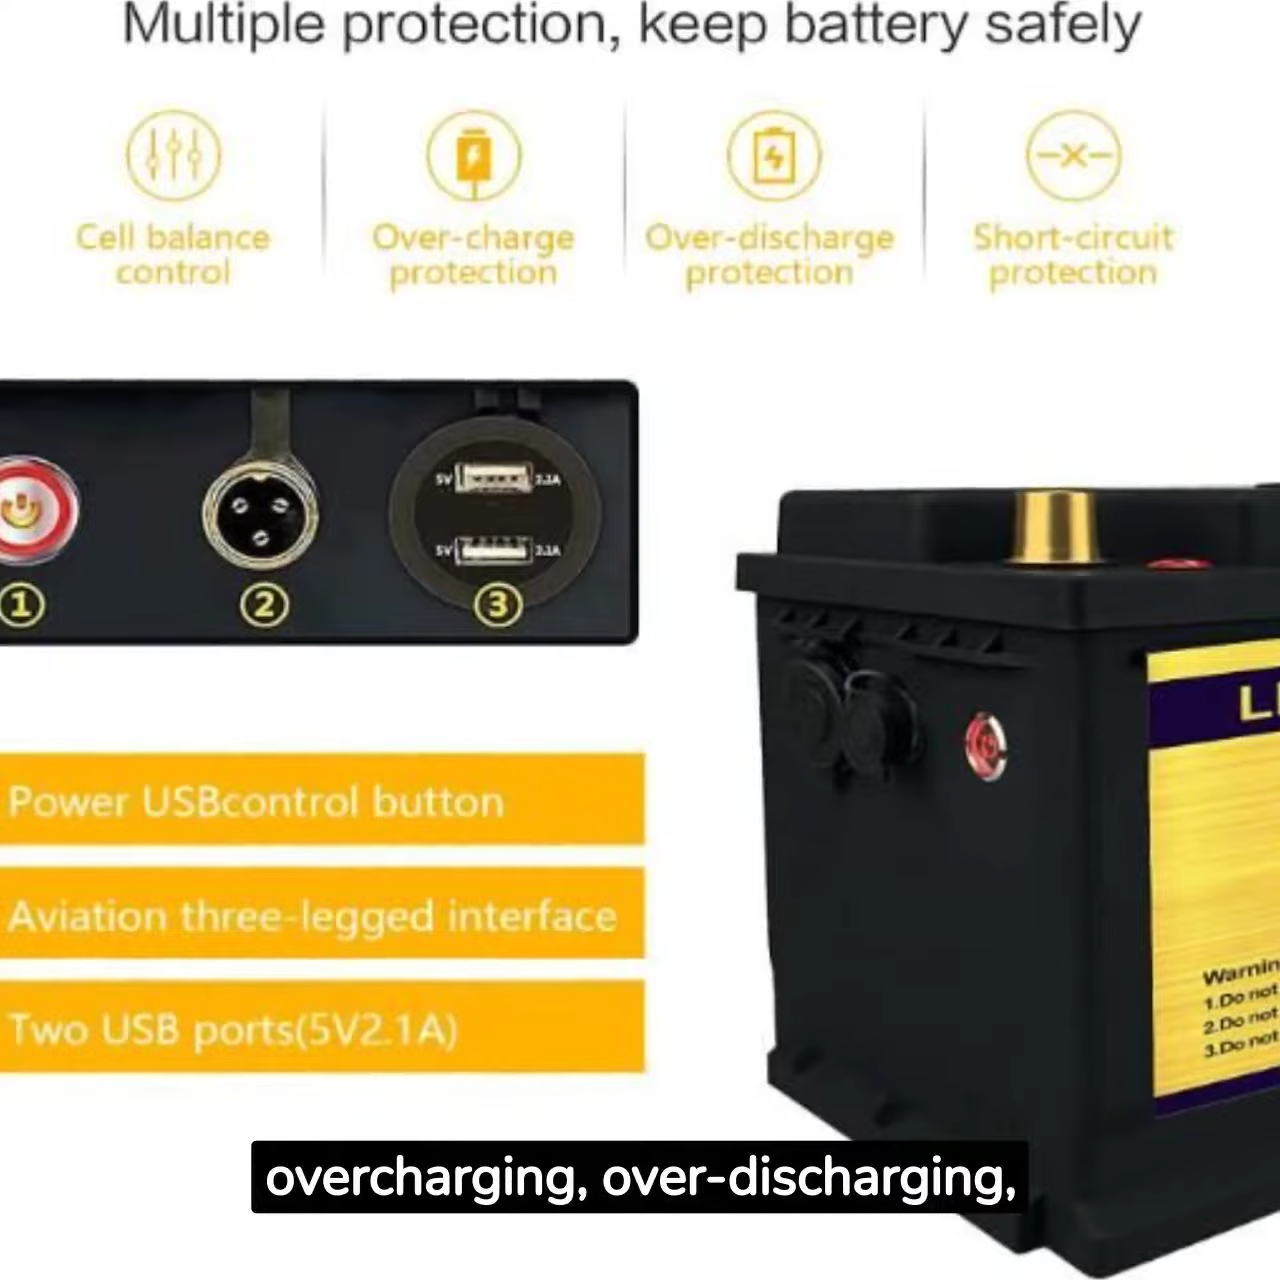 Multiple protection, keep battery safely
Cell balance
control
Over-charge
protection
Over-discharge
protection
Short-circuit
protection
5V 2.1A
5V 2.1A
1 2 3
Power USBcontrol button
Aviation three-legged interface
Two USB ports(5V2.1A)
1.Do not
2.Do not
3.Do not
overcharging, over-discharging,